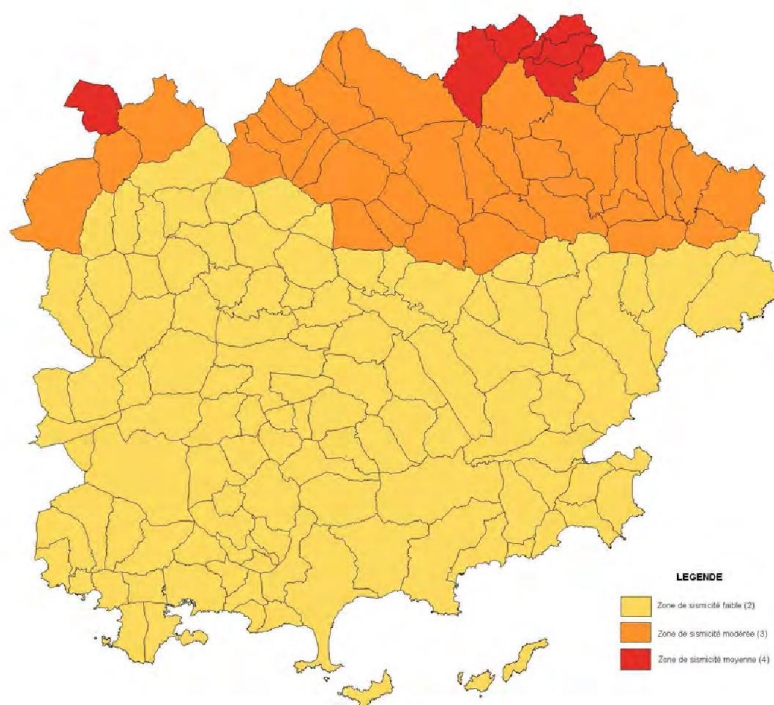 LEGENDE
Zone de sismicité faible (2)
Zone de sismicité modérée (3)
Zone de sismicité moyenne (4)